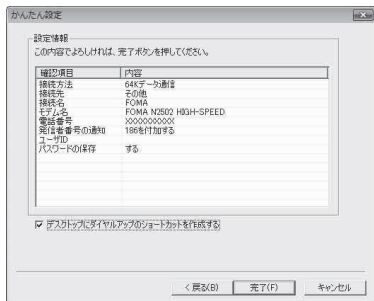 かんたん設定
設定情報
この内容でよろしければ、完了ボタンを押してください。
確認項目 内容
接続方法 64Kデータ通信
接続先 その他
接続名 FOMA
モデム名 FOMA N2502 HIGH-SPEED
電話番号 XXXXXXXXXX
発信者番号の通知 186を付加する
ユーザID
パスワードの保存 する
デスクトップにダイヤルアップのショートカットを作成する
< 戻る(B) 完了(F) キャンセル